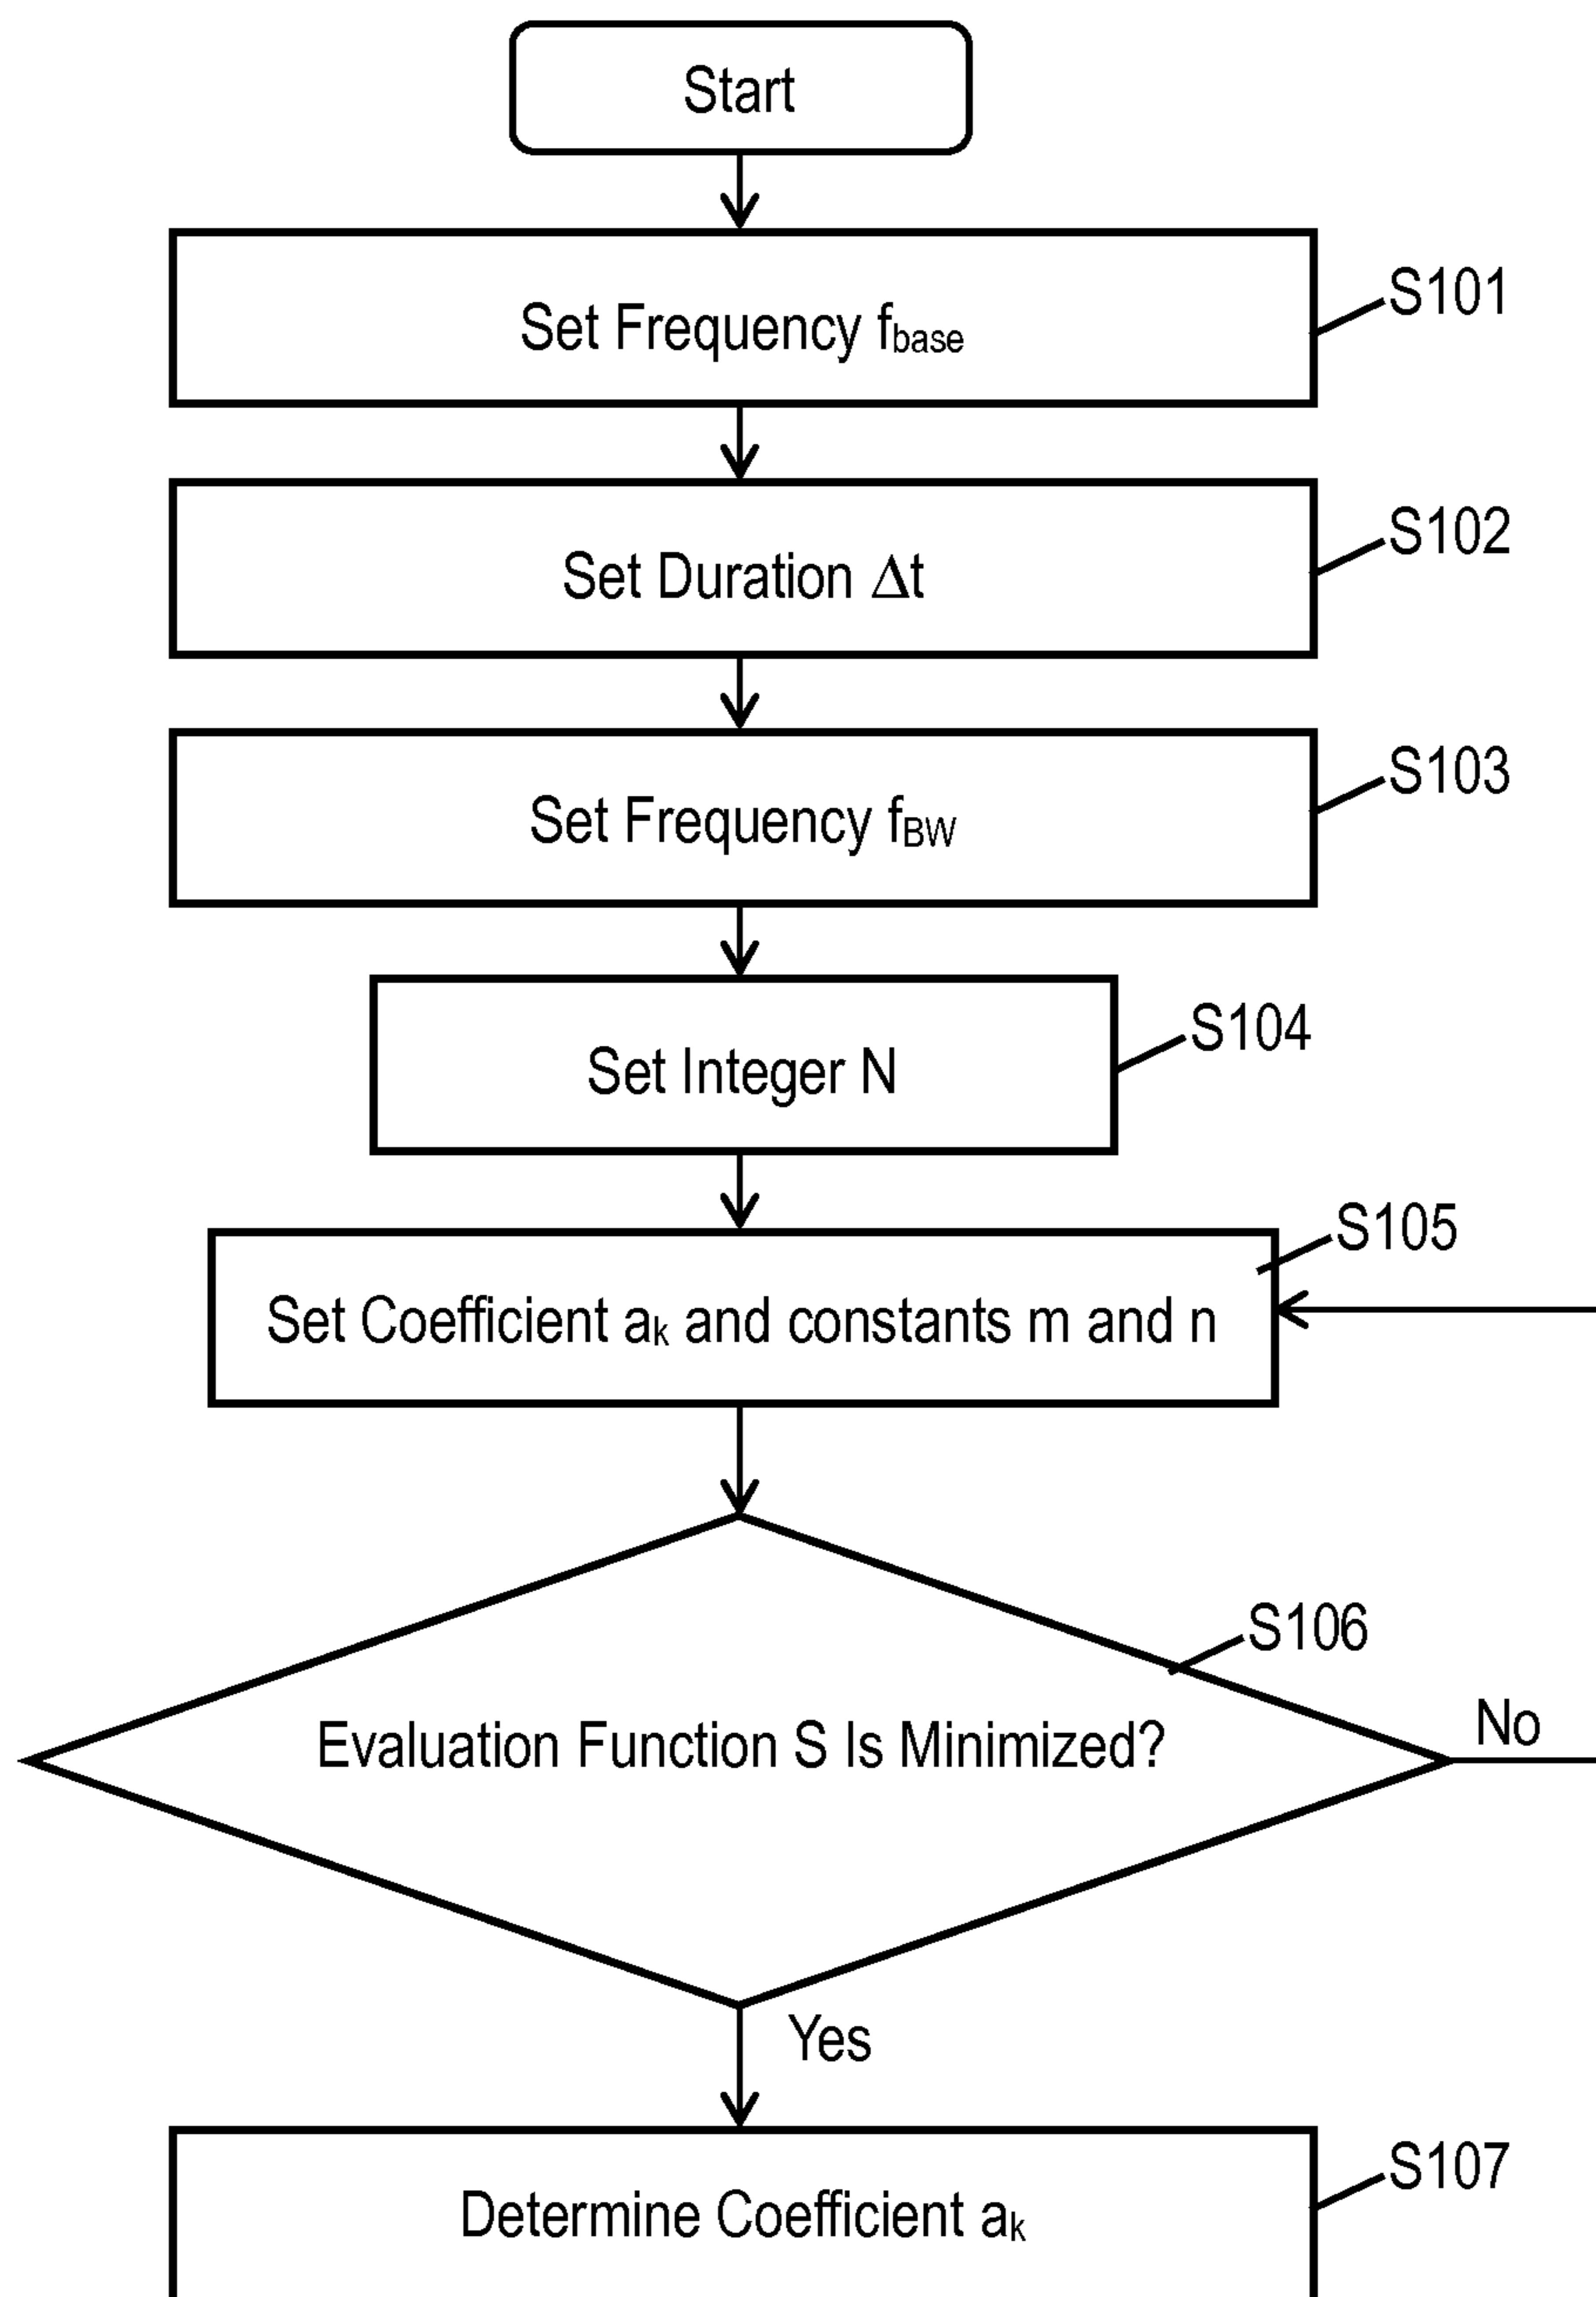 Start
Set Frequency fbase
S101
Set Duration Δt
S102
Set Frequency fBW
S103
Set Integer N
S104
Set Coefficient ak and constants m and n
S105
Evaluation Function S Is Minimized?
S106
No
Yes
Determine Coefficient ak
S107